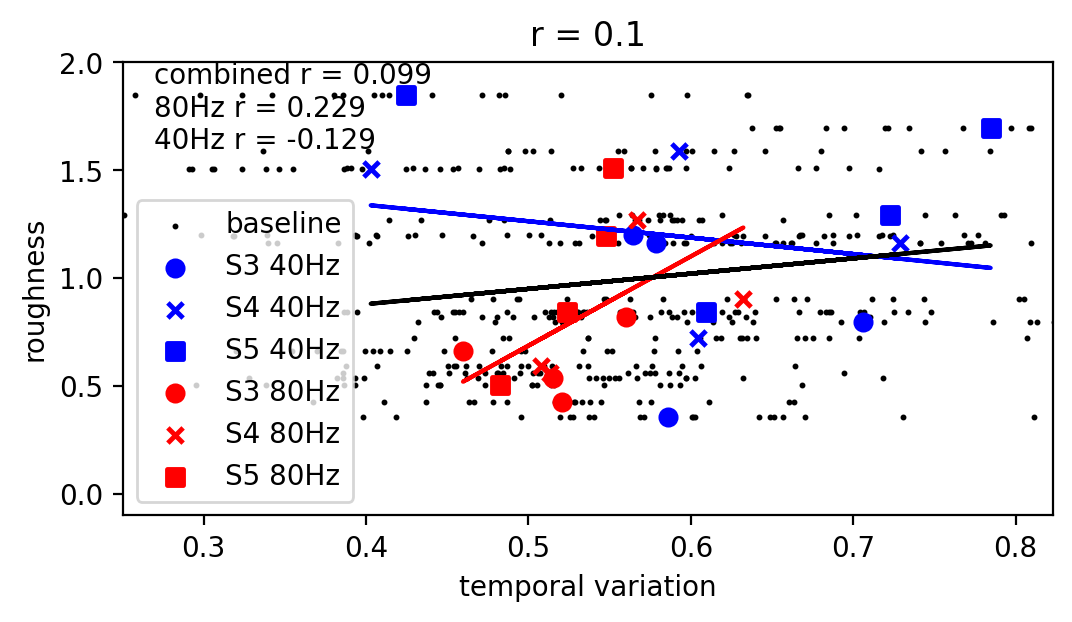 r = 0.1
combined r = 0.099
80Hz r = 0.229
40Hz r = -0.129
2.0
1.5
1.0
0.5
0.0
roughness
baseline
S3 40Hz
S4 40Hz
S5 40Hz
S3 80Hz
S4 80Hz
S5 80Hz
0.3 0.4 0.5 0.6 0.7 0.8
temporal variation